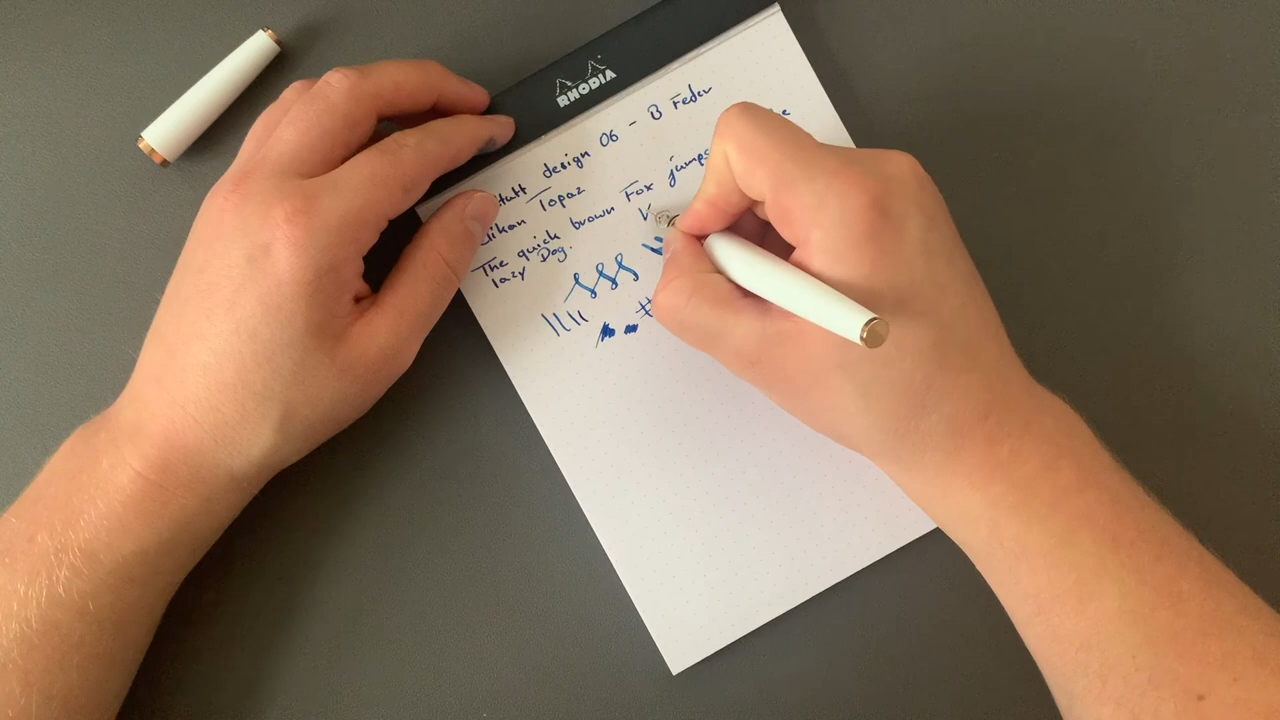 RHODIA
design 06 - B Feder
Topaz
The quick brown Fox jumps
lazy Dog.